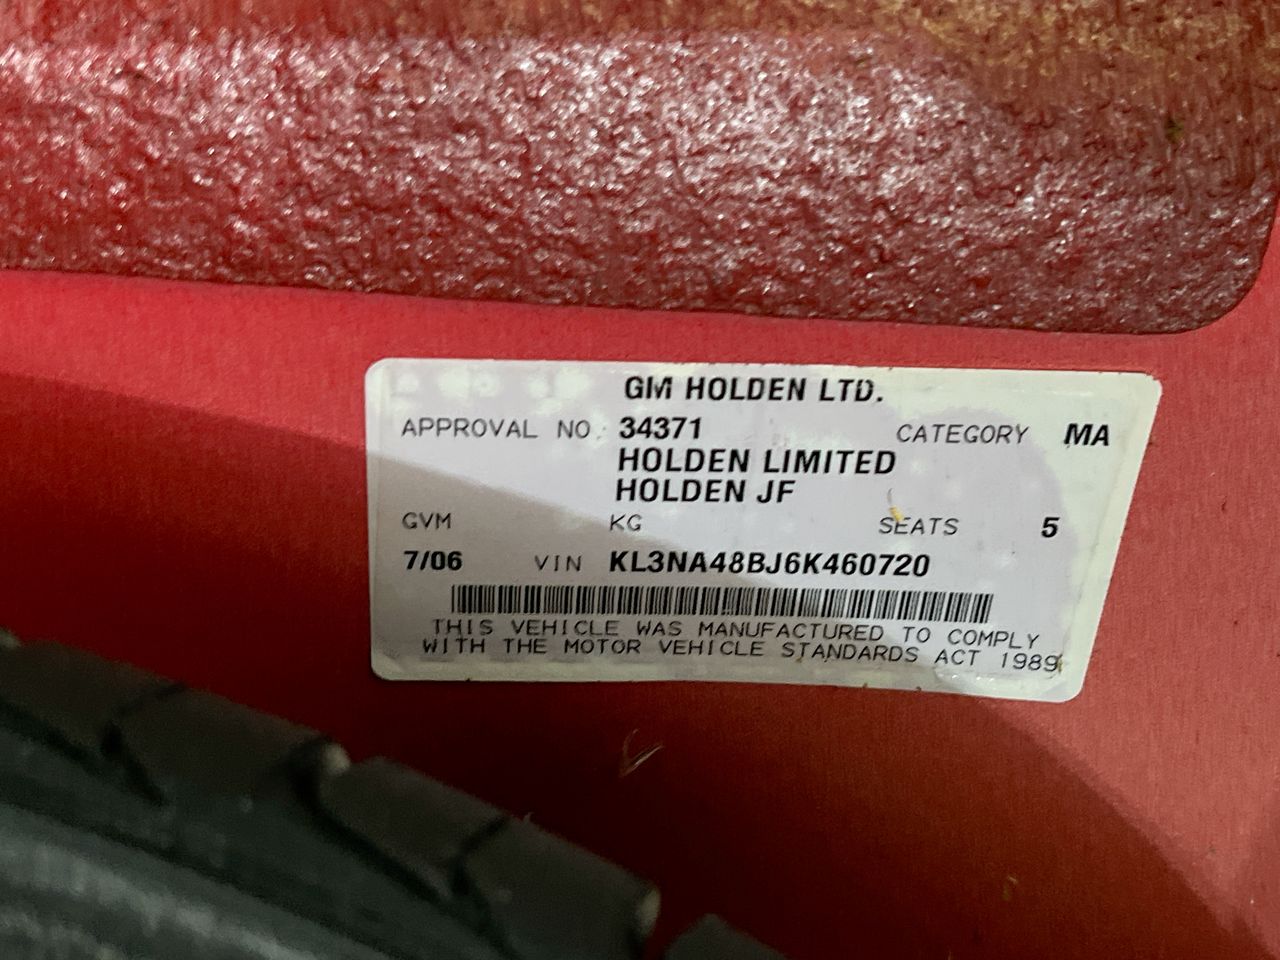 GM HOLDEN LTD.
APPROVAL NO. 34371 CATEGORY MA
HOLDEN LIMITED
HOLDEN JF
GVM KG SEATS 5
7/06 VIN KL3NA48BJ6K460720
THIS VEHICLE WAS MANUFACTURED TO COMPLY
WITH THE MOTOR VEHICLE STANDARDS ACT 1989